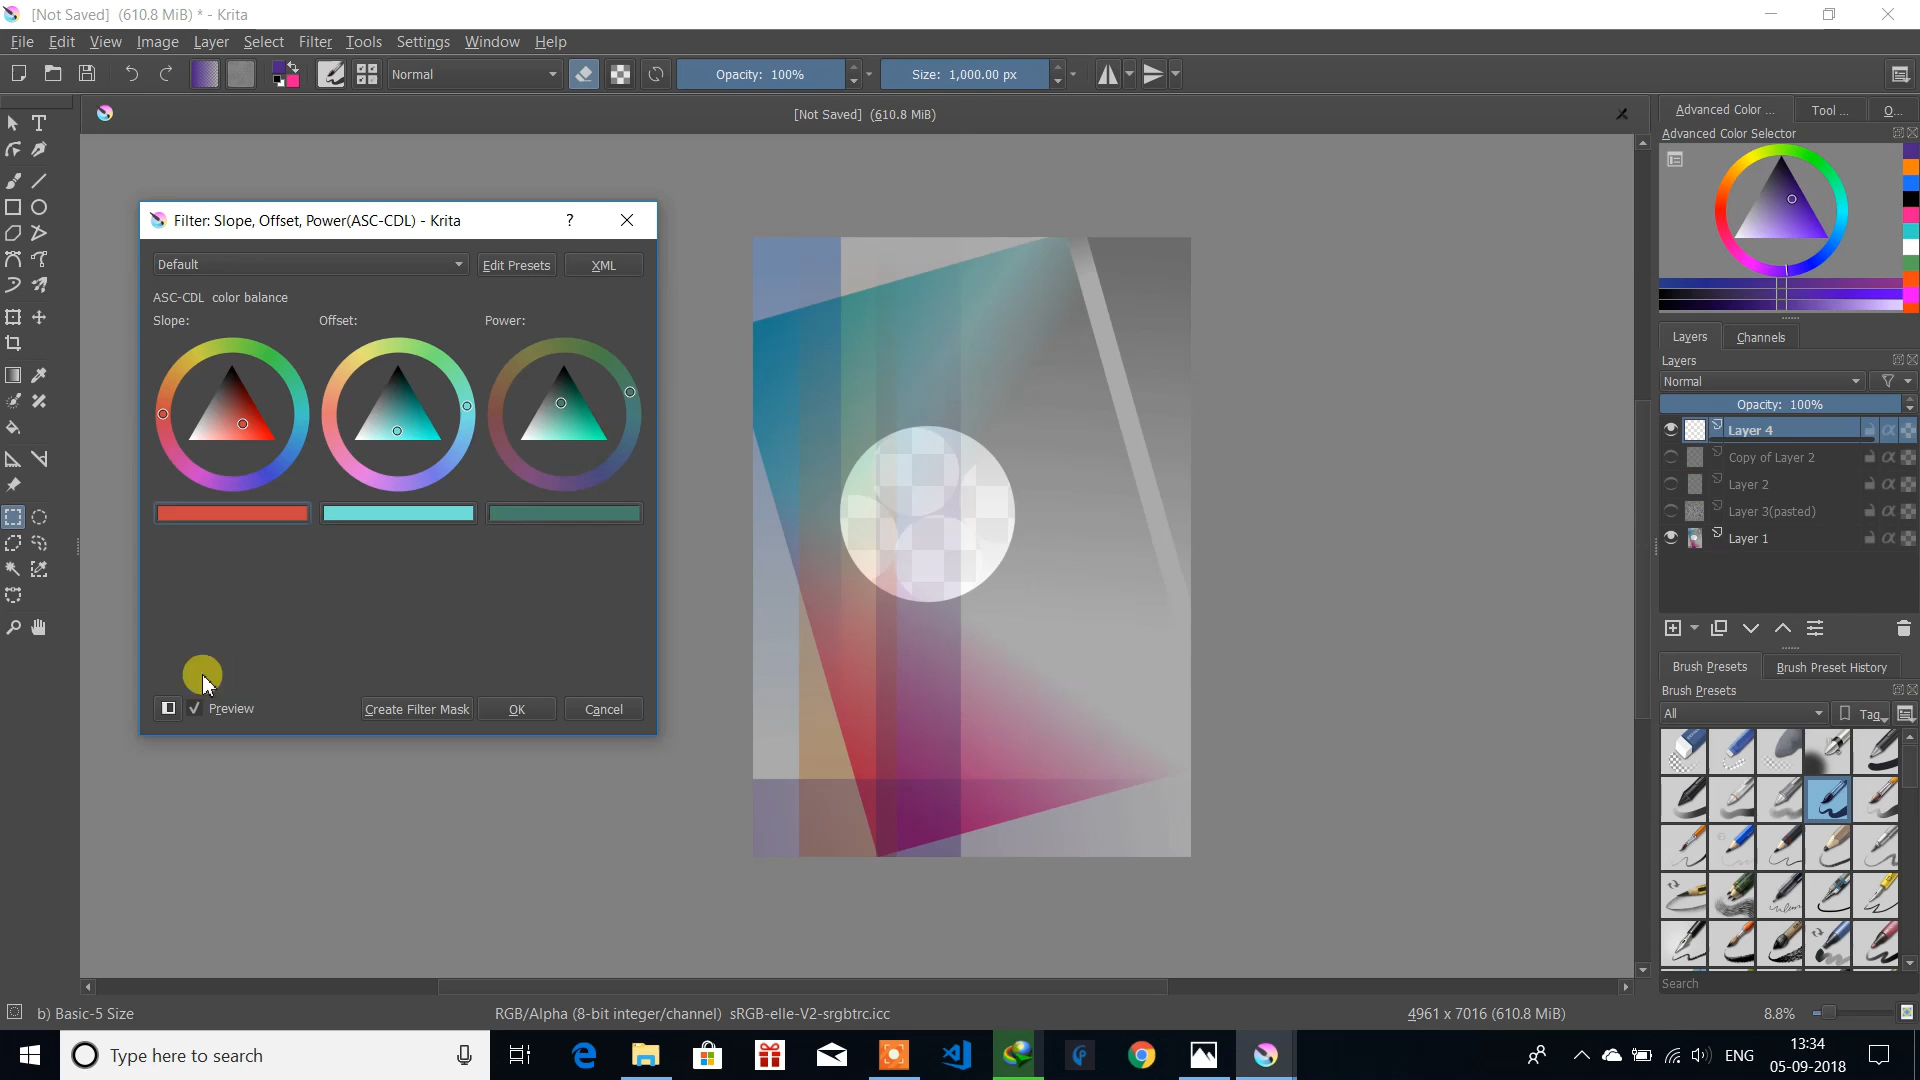 [Not Saved] (610.8 MiB) * - Krita
File Edit View Image Layer Select Filter Tools Settings Window Help
Normal
Opacity: 100%
Size: 1,000.00 px
[Not Saved] (610.8 MiB)
Advanced Color ...
Tool ...
O...
Advanced Color Selector
Filter: Slope, Offset, Power(ASC-CDL) - Krita
?
Default
Edit Presets
XML
ASC-CDL color balance
Slope:
Offset:
Power:
Preview
Create Filter Mask
OK
Cancel
Layers
Channels
Layers
Normal
Opacity: 100%
Layer 4
Copy of Layer 2
Layer 2
Layer 3(pasted)
Layer 1
Brush Presets
Brush Preset History
Brush Presets
All
Tag
Search
b) Basic-5 Size
RGB/Alpha (8-bit integer/channel) sRGB-elle-V2-srgbtrc.icc
4961 x 7016 (610.8 MiB)
8.8%
Type here to search
ENG
13:34
05-09-2018